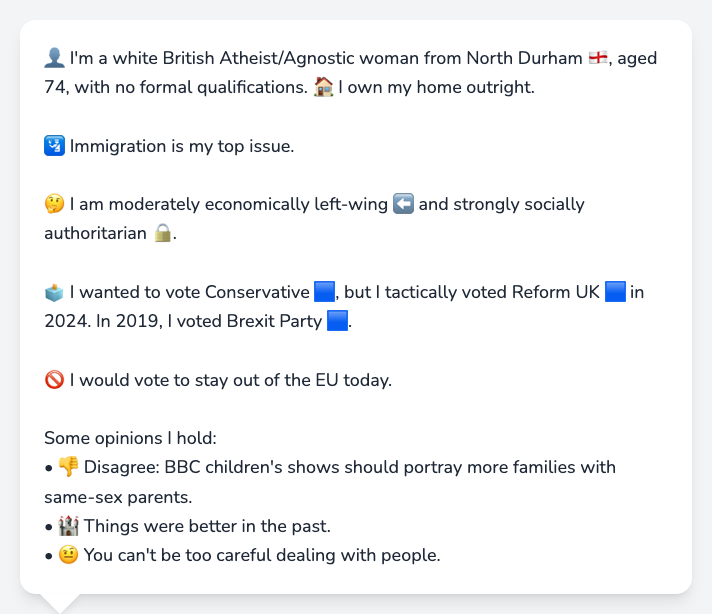 👤 I'm a white British Atheist/Agnostic woman from North Durham 🏴󠁧󠁢󠁥󠁮󠁧󠁿, aged
74, with no formal qualifications. 🏠 I own my home outright.
🛂 Immigration is my top issue.
🤔 I am moderately economically left-wing ⬅️ and strongly socially
authoritarian 🔒.
🗳️ I wanted to vote Conservative 🟦, but I tactically voted Reform UK 🟦 in
2024. In 2019, I voted Brexit Party 🟦.
🚫 I would vote to stay out of the EU today.
Some opinions I hold:
• 👎 Disagree: BBC children's shows should portray more families with
same-sex parents.
• 🏰 Things were better in the past.
• 🤨 You can't be too careful dealing with people.